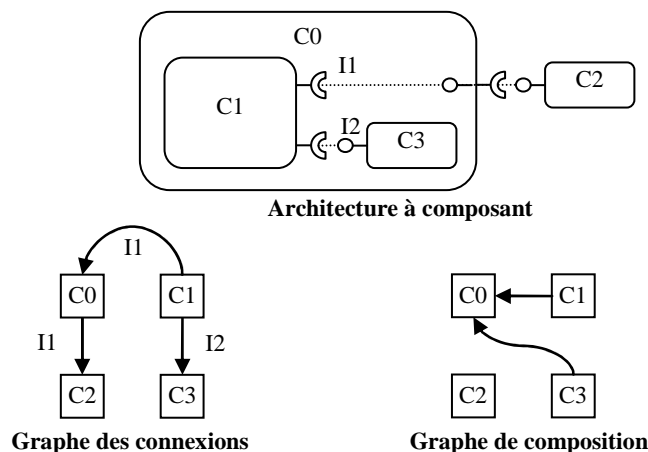 C0
I1
C2
C1
I2
C3
Architecture à composant
I1
C0 C1
C0 C1
I1 I2
C2 C3
C2 C3
Graphe des connexions
Graphe de composition